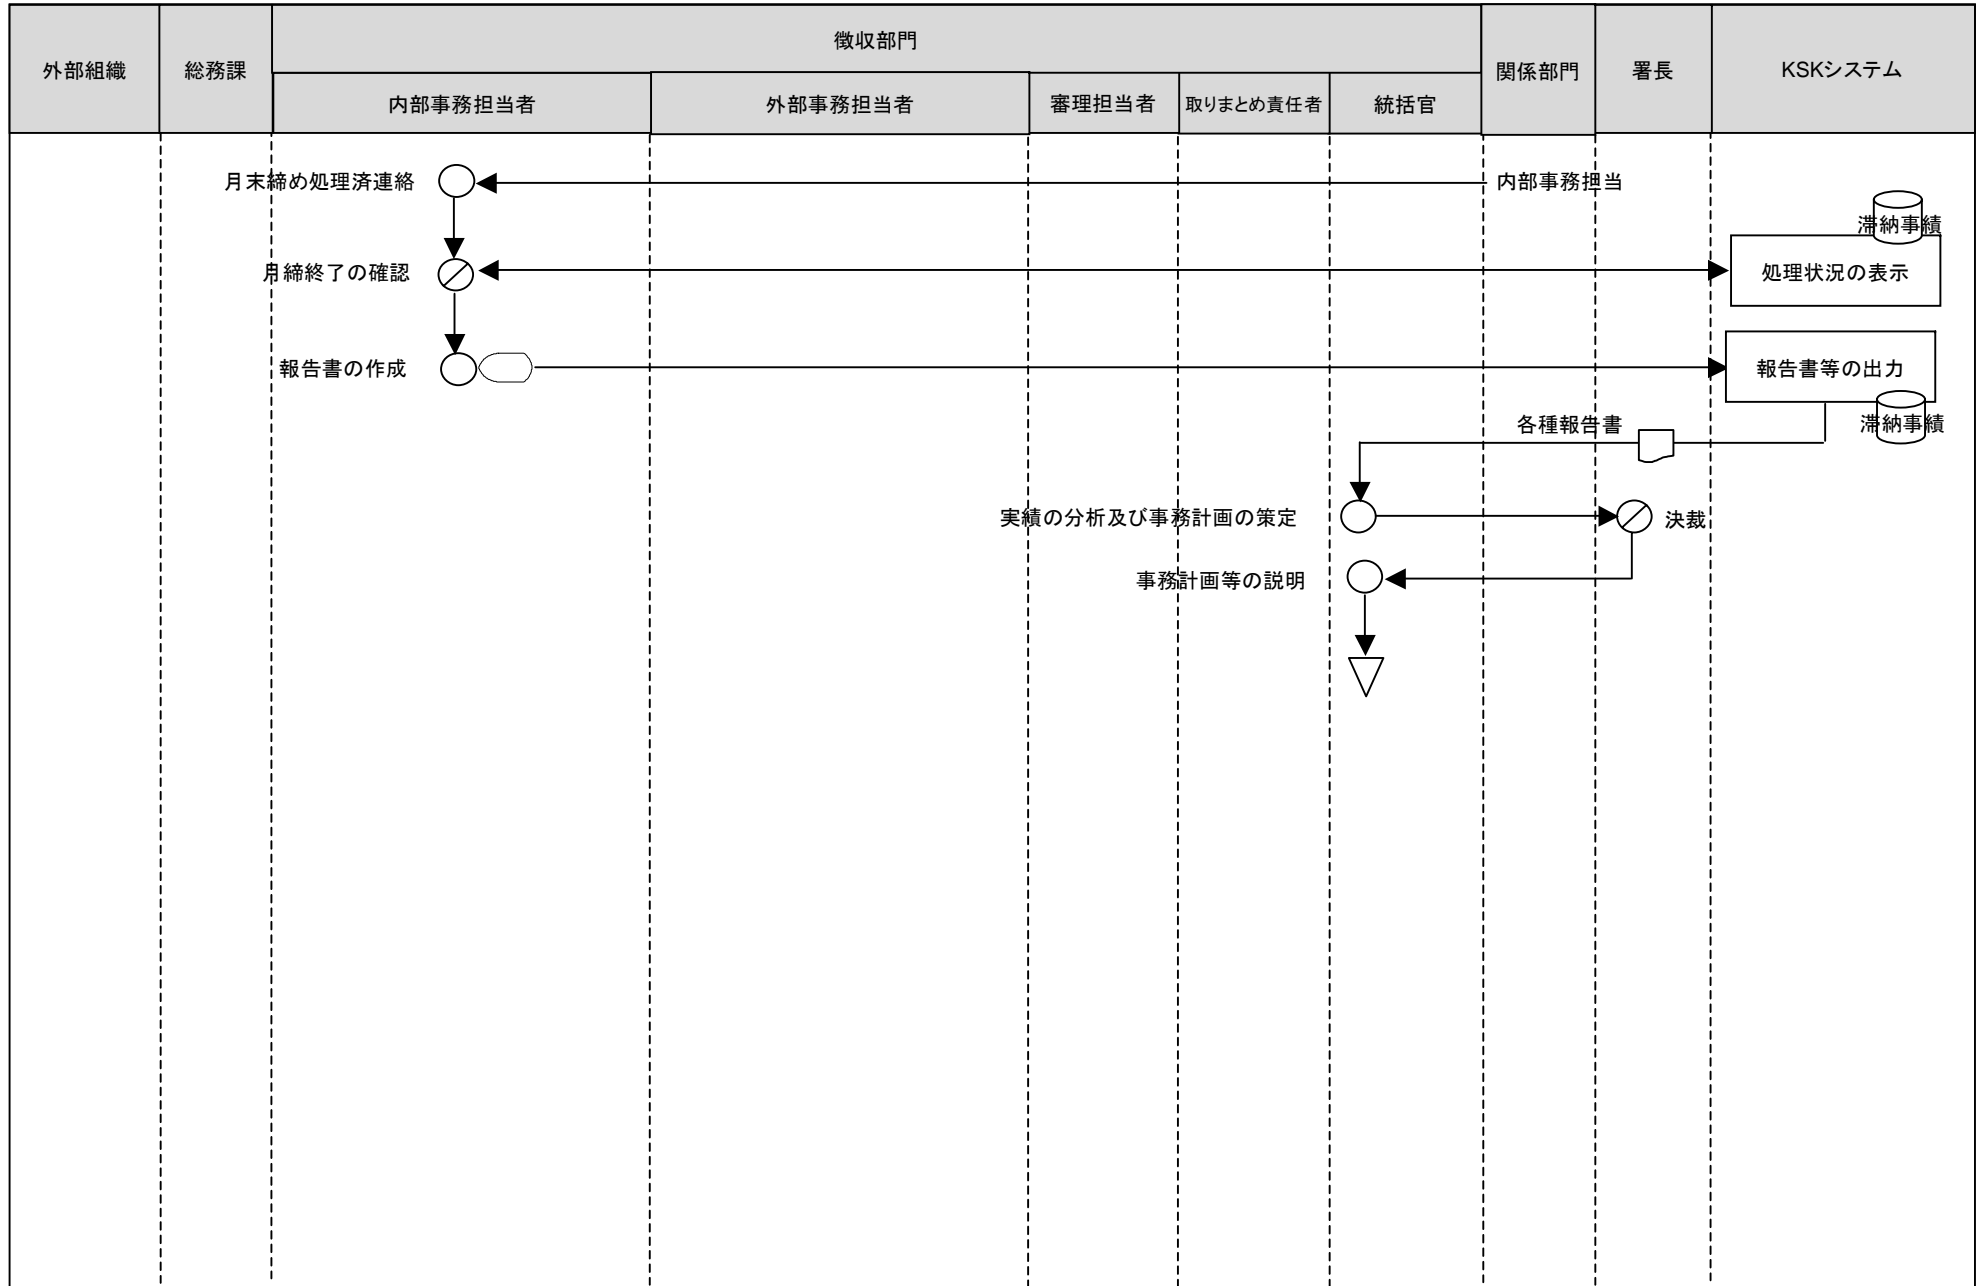 外部組織
総務課
徴収部門
内部事務担当者
外部事務担当者
審理担当者
取りまとめ責任者
統括官
関係部門
署長
KSKシステム
月末締め処理済連絡
内部事務担当
滞納事績
月締終了の確認
処理状況の表示
報告書の作成
報告書等の出力
滞納事績
各種報告書
実績の分析及び事務計画の策定
決裁
事務計画等の説明